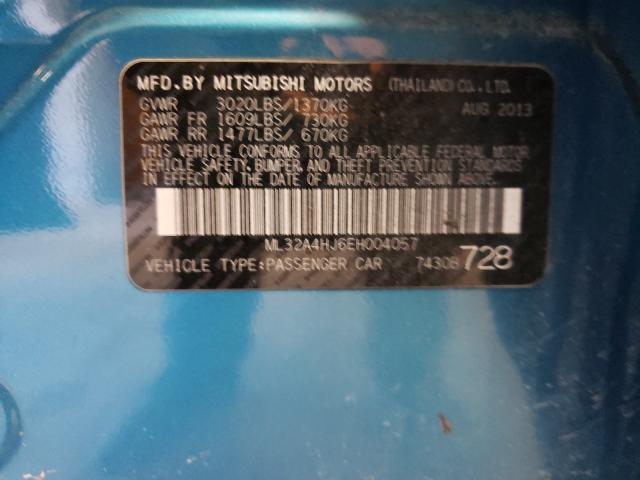 MFD.BY MITSUBISHI MOTORS (THAILAND)CO.,LTD.
GVWR 3020LBS/1370KG AUG 2013
GAWR FR 1609LBS/ 730KG
GAWR RR 1477LBS/ 670KG
THIS VEHICLE CONFORMS TO ALL APPLICABLE FEDERAL MOTOR
VEHICLE SAFETY, BUMPER, AND THEFT PREVENTION STANDARDS
IN EFFECT ON THE DATE OF MANUFACTURE SHOWN ABOVE.
ML32A4HJ6EH004057
VEHICLE TYPE:PASSENGER CAR 7430B 728